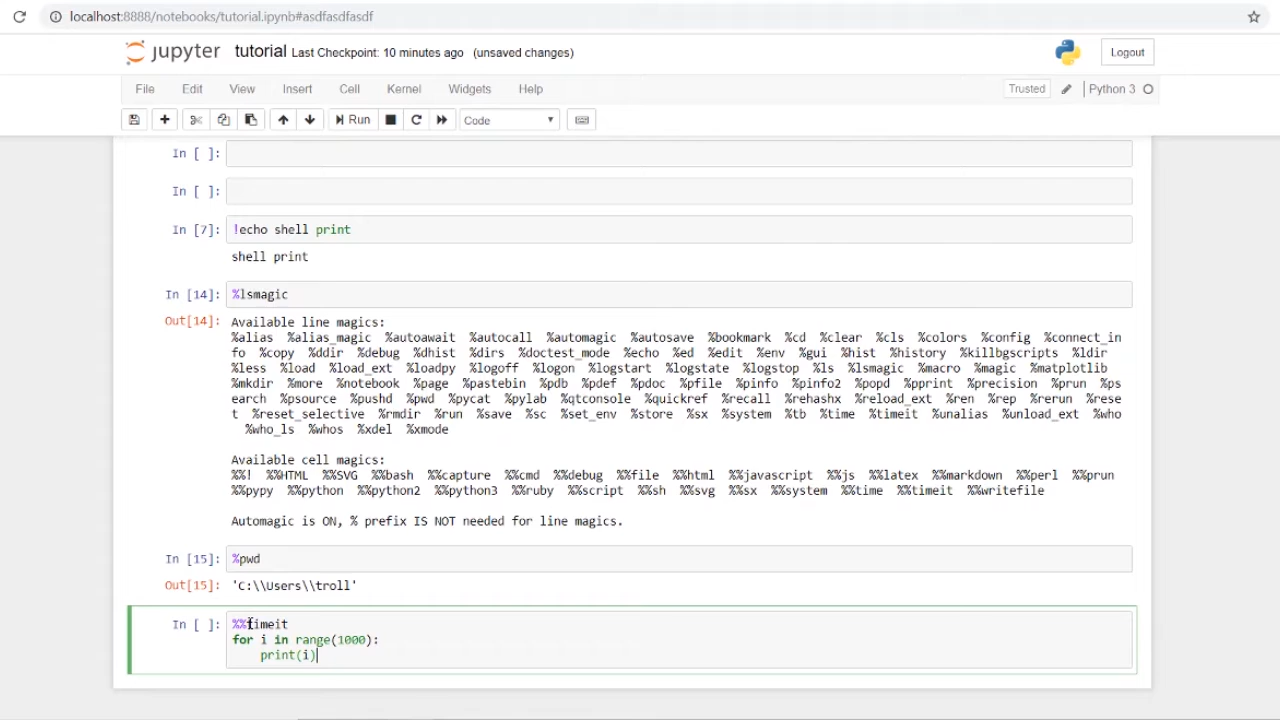 localhost:8888/notebooks/tutorial.ipynb#asdfasdfasdf
jupyter tutorial Last Checkpoint: 10 minutes ago (unsaved changes) Logout
File Edit View Insert Cell Kernel Widgets Help Trusted Python 3
Run Code
In [ ]:
In [ ]:
In [7]: !echo shell print
shell print
In [14]: %lsmagic
Out[14]: Available line magics:
%alias %alias_magic %autoawait %autocall %automagic %autosave %bookmark %cd %clear %cls %colors %config %connect_in
fo %copy %ddir %debug %dhist %dirs %doctest_mode %echo %ed %edit %env %gui %hist %history %killbgscripts %ldir
%less %load %load_ext %loadpy %logoff %logon %logstart %logstate %logstop %ls %lsmagic %macro %magic %matplotlib
%mkdir %more %notebook %page %pastebin %pdb %pdef %pdoc %pfile %pinfo %pinfo2 %popd %pprint %precision %prun %ps
earch %psource %pushd %pwd %pycat %pylab %qtconsole %quickref %recall %rehashx %reload_ext %ren %rep %rerun %rese
t %reset_selective %rmdir %run %save %sc %set_env %store %sx %system %tb %time %timeit %unalias %unload_ext %who
%who_ls %whos %xdel %xmode
Available cell magics:
%%! %%HTML %%SVG %%bash %%capture %%cmd %%debug %%file %%html %%javascript %%js %%latex %%markdown %%perl %%prun
%%pypy %%python %%python2 %%python3 %%ruby %%script %%sh %%svg %%sx %%system %%time %%timeit %%writefile
Automagic is ON, % prefix IS NOT needed for line magics.
In [15]: %pwd
Out[15]: 'C:\\Users\\troll'
In [ ]: %%timeit
for i in range(1000):
print(i)